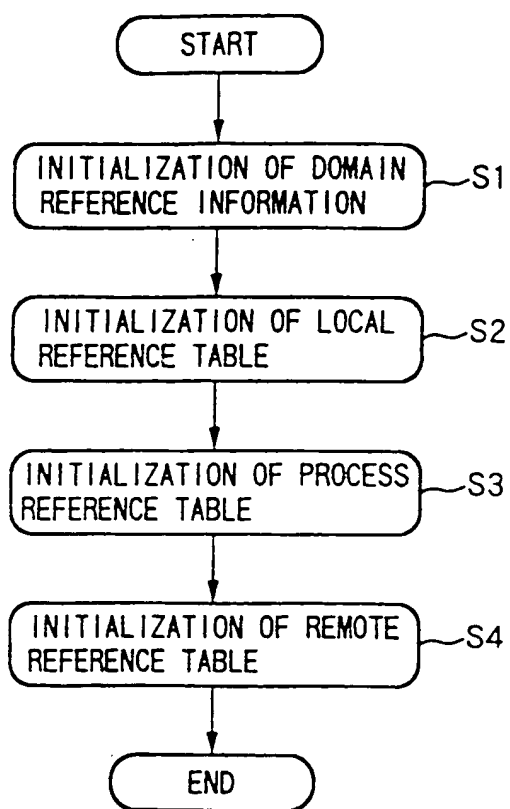 START
INITIALIZATION OF DOMAIN
REFERENCE INFORMATION
S1
INITIALIZATION OF LOCAL
REFERENCE TABLE
S2
INITIALIZATION OF PROCESS
REFERENCE TABLE
S3
INITIALIZATION OF REMOTE
REFERENCE TABLE
S4
END